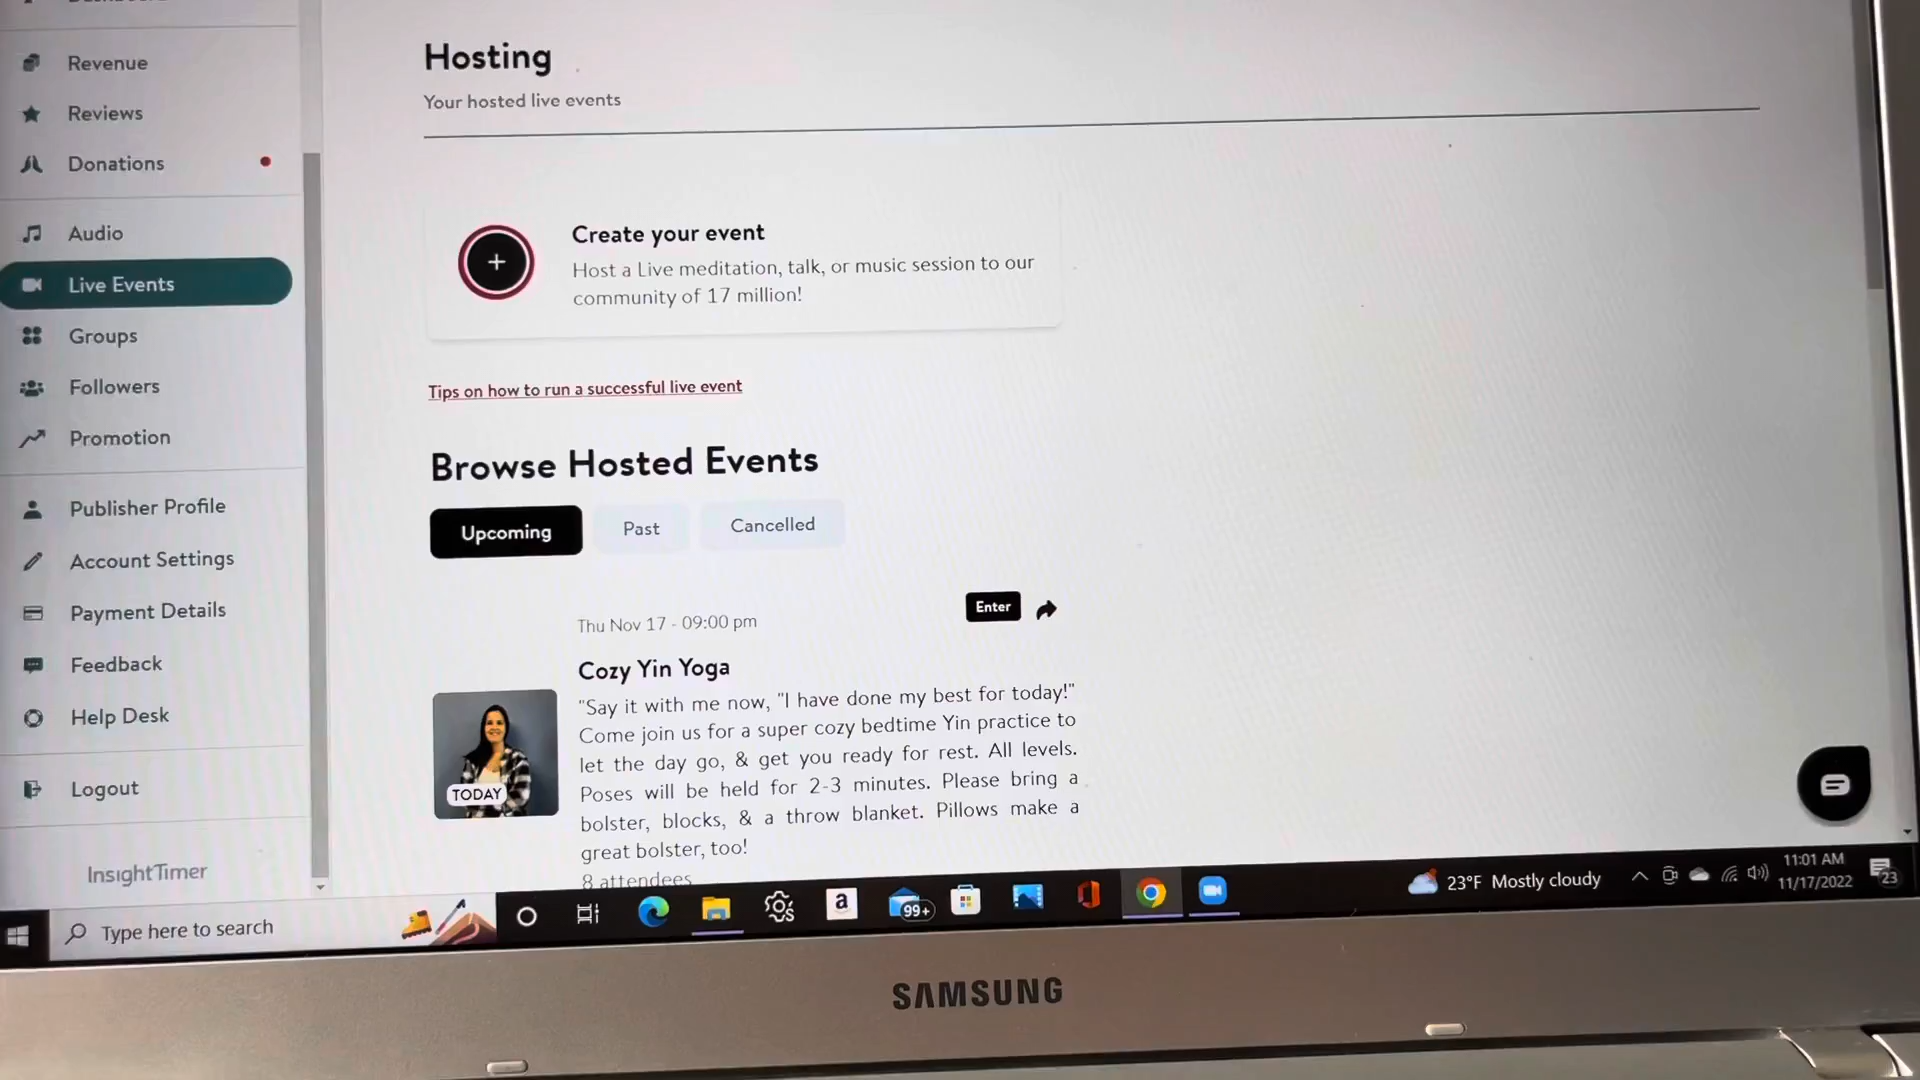 Revenue
Reviews
Donations
Audio
Live Events
Groups
Followers
Promotion
Publisher Profile
Account Settings
Payment Details
Feedback
Help Desk
Logout
InsightTimer
Hosting
Your hosted live events
+
Create your event
Host a Live meditation, talk, or music session to our
community of 17 million!
Tips on how to run a successful live event
Browse Hosted Events
Upcoming
Past
Cancelled
Thu Nov 17 - 09:00 pm
Enter
Cozy Yin Yoga
"Say it with me now, "I have done my best for today!"
Come join us for a super cozy bedtime Yin practice to
let the day go, & get you ready for rest. All levels.
Poses will be held for 2-3 minutes. Please bring a
bolster, blocks, & a throw blanket. Pillows make a
great bolster, too!
8 attendees
TODAY
Type here to search
a
99+
23°F Mostly cloudy
11:01 AM
11/17/2022
23
SAMSUNG